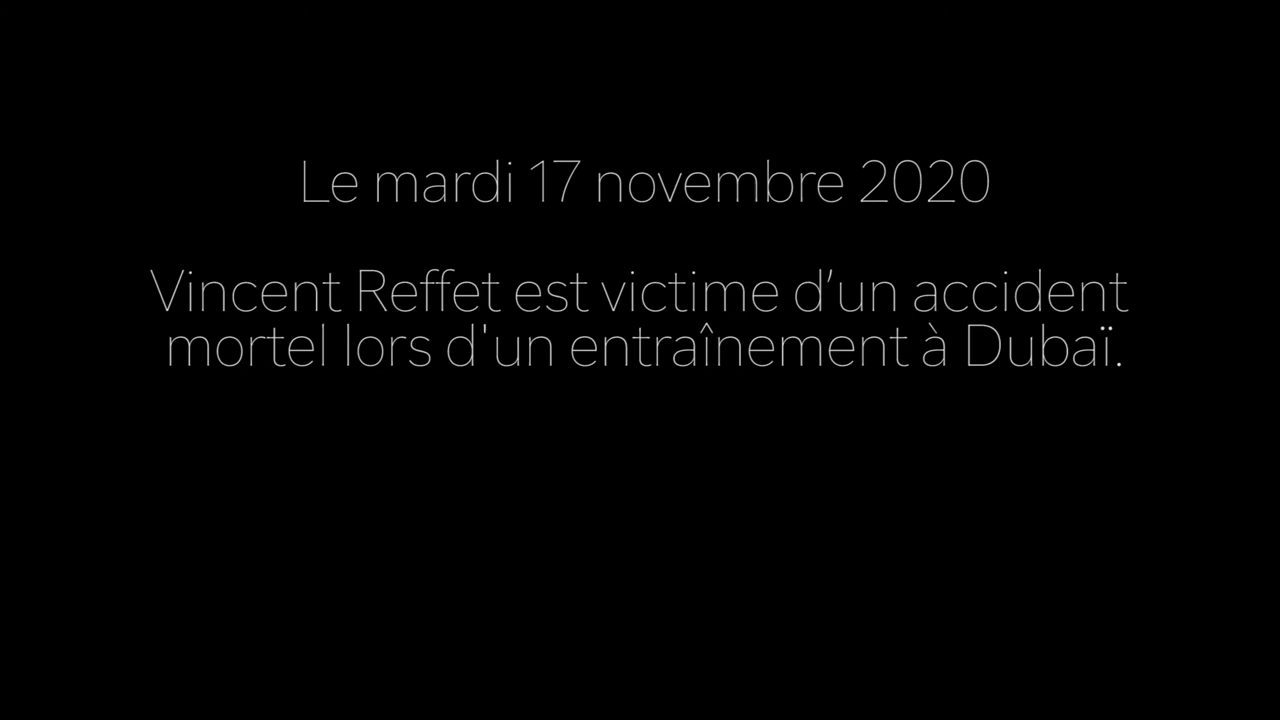 Le mardi 17 novembre 2020
Vincent Reffet est victime d’un accident
mortel lors d'un entraînement à Dubaï.